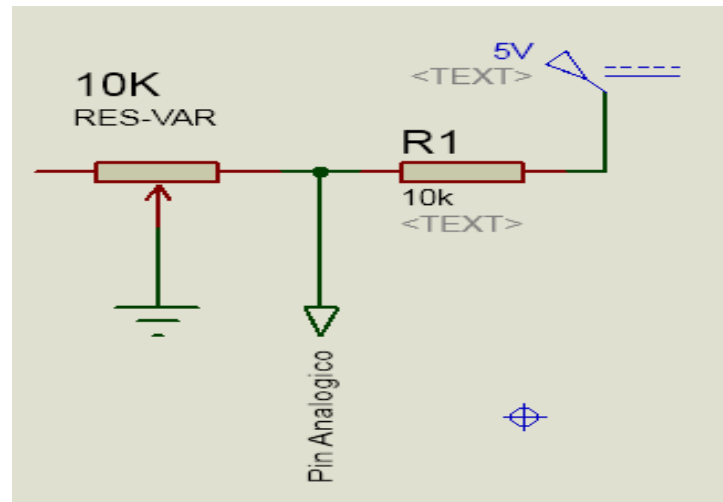 10K
RES-VAR
5V
<TEXT>
R1
10k
<TEXT>
Pin Analogico